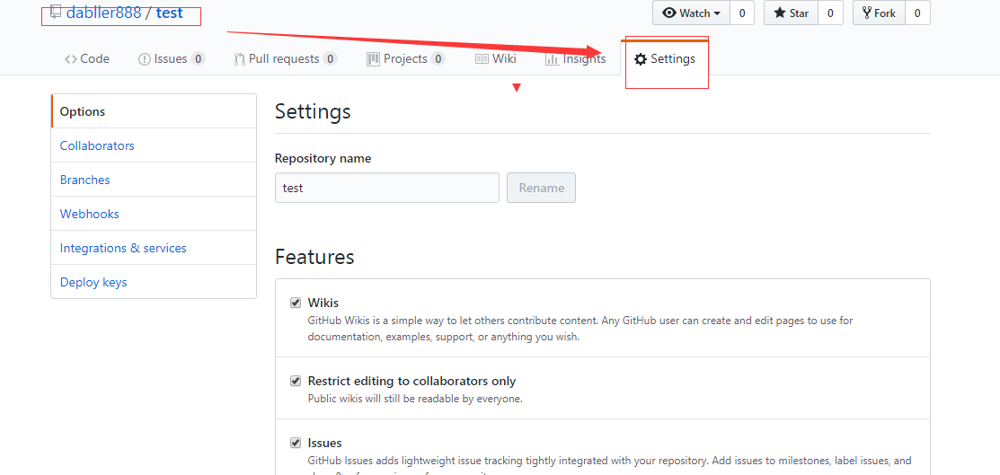 dabller888 / test
Watch 0 Star 0 Fork 0
Code Issues 0 Pull requests 0 Projects 0 Wiki Insights Settings
Options
Collaborators
Branches
Webhooks
Integrations & services
Deploy keys
Settings
Repository name
test Rename
Features
Wikis
GitHub Wikis is a simple way to let others contribute content. Any GitHub user can create and edit pages to use for
documentation, examples, support, or anything you wish.
Restrict editing to collaborators only
Public wikis will still be readable by everyone.
Issues
GitHub Issues adds lightweight issue tracking tightly integrated with your repository. Add issues to milestones, label issues, and